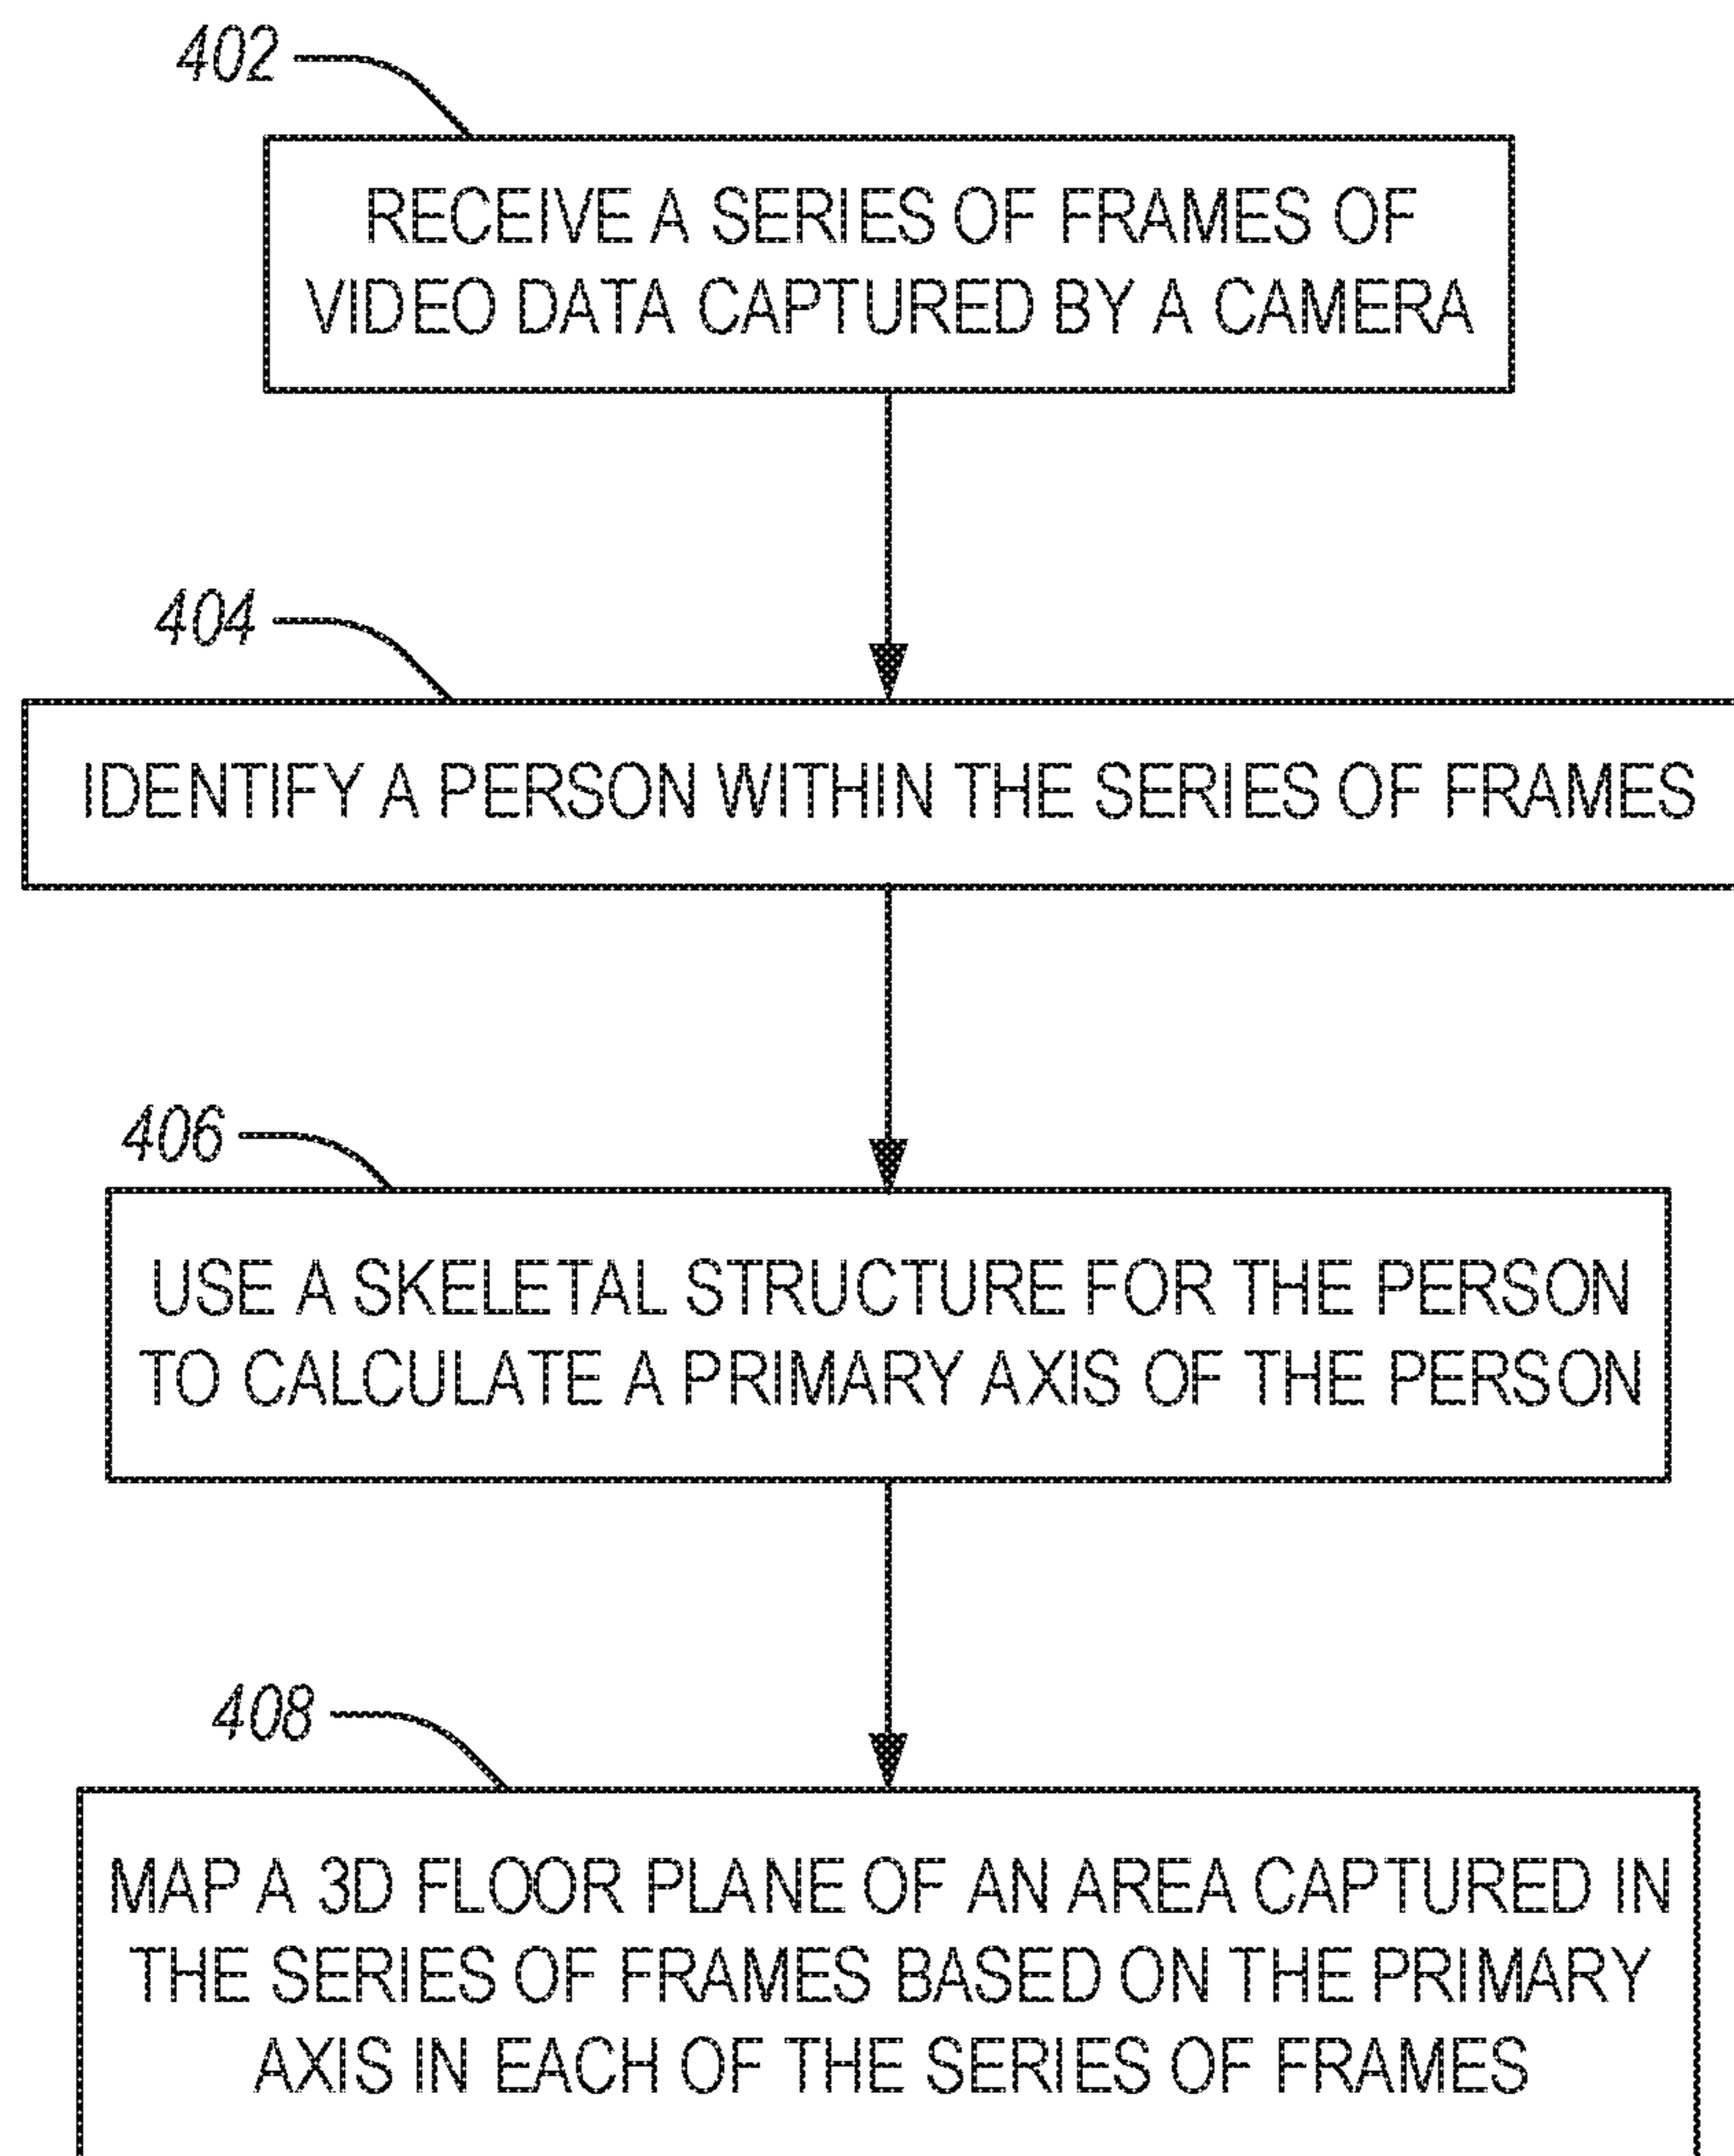 402
RECEIVE A SERIES OF FRAMES OF
VIDEO DATA CAPTURED BY A CAMERA
404
IDENTIFY A PERSON WITHIN THE SERIES OF FRAMES
406
USE A SKELETAL STRUCTURE FOR THE PERSON
TO CALCULATE A PRIMARY AXIS OF THE PERSON
408
MAP A 3D FLOOR PLANE OF AN AREA CAPTURED IN
THE SERIES OF FRAMES BASED ON THE PRIMARY
AXIS IN EACH OF THE SERIES OF FRAMES